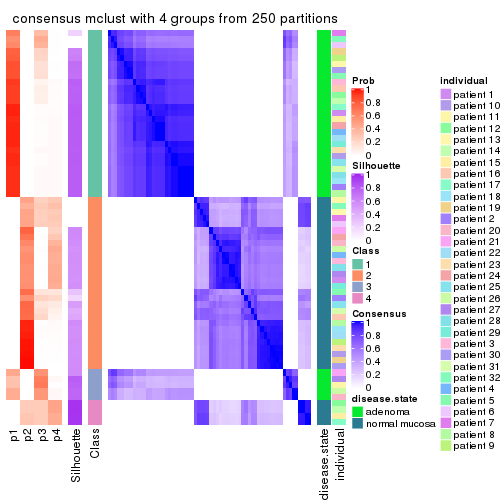 consensus mclust with 4 groups from 250 partitions
p1
p2
p3
p4
Silhouette
Class
disease.state
individual
Prob
1
0.8
0.6
0.4
0.2
0
Silhouette
1
0.8
0.6
0.4
0.2
0
Class
1
2
3
4
Consensus
1
0.8
0.6
0.4
0.2
0
disease.state
adenoma
normal mucosa
individual
patient 1
patient 10
patient 11
patient 12
patient 13
patient 14
patient 15
patient 16
patient 17
patient 18
patient 19
patient 2
patient 20
patient 21
patient 22
patient 23
patient 24
patient 25
patient 26
patient 27
patient 28
patient 29
patient 3
patient 30
patient 31
patient 32
patient 4
patient 5
patient 6
patient 7
patient 8
patient 9